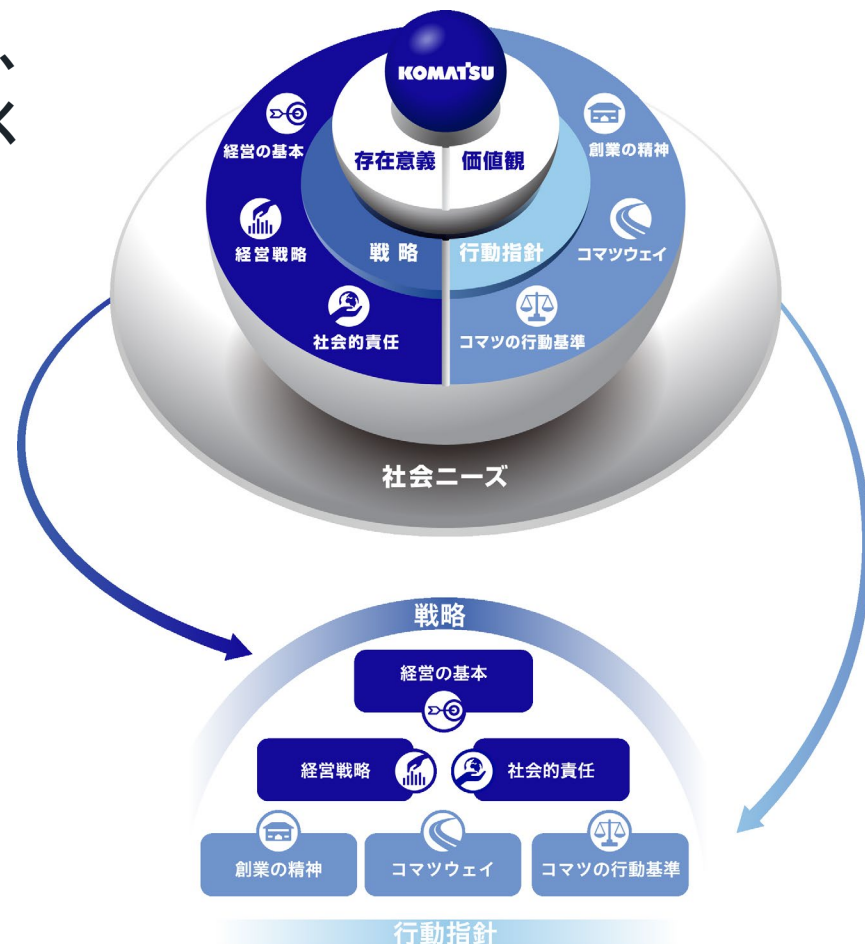 KOMATSU
存在意義
価値観
経営の基本
創業の精神
戦略
行動指針
経営戦略
コマツウェイ
社会的責任
コマツの行動基準
社会ニーズ
戦略
経営の基本
経営戦略
社会的責任
創業の精神
コマツウェイ
コマツの行動基準
行動指針